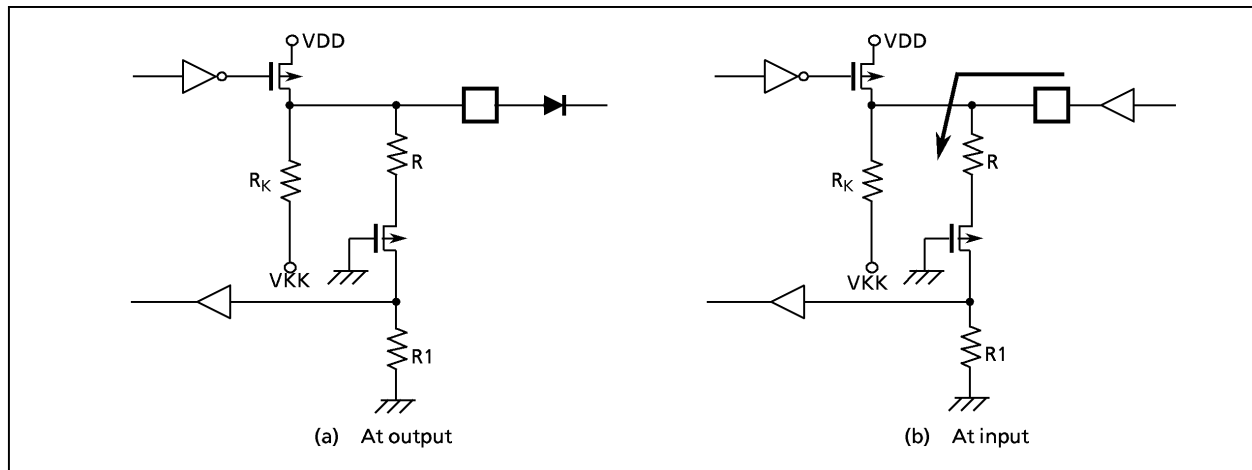 VDD
R
RK
VKK
R1
(a) At output
VDD
R
RK
VKK
R1
(b) At input